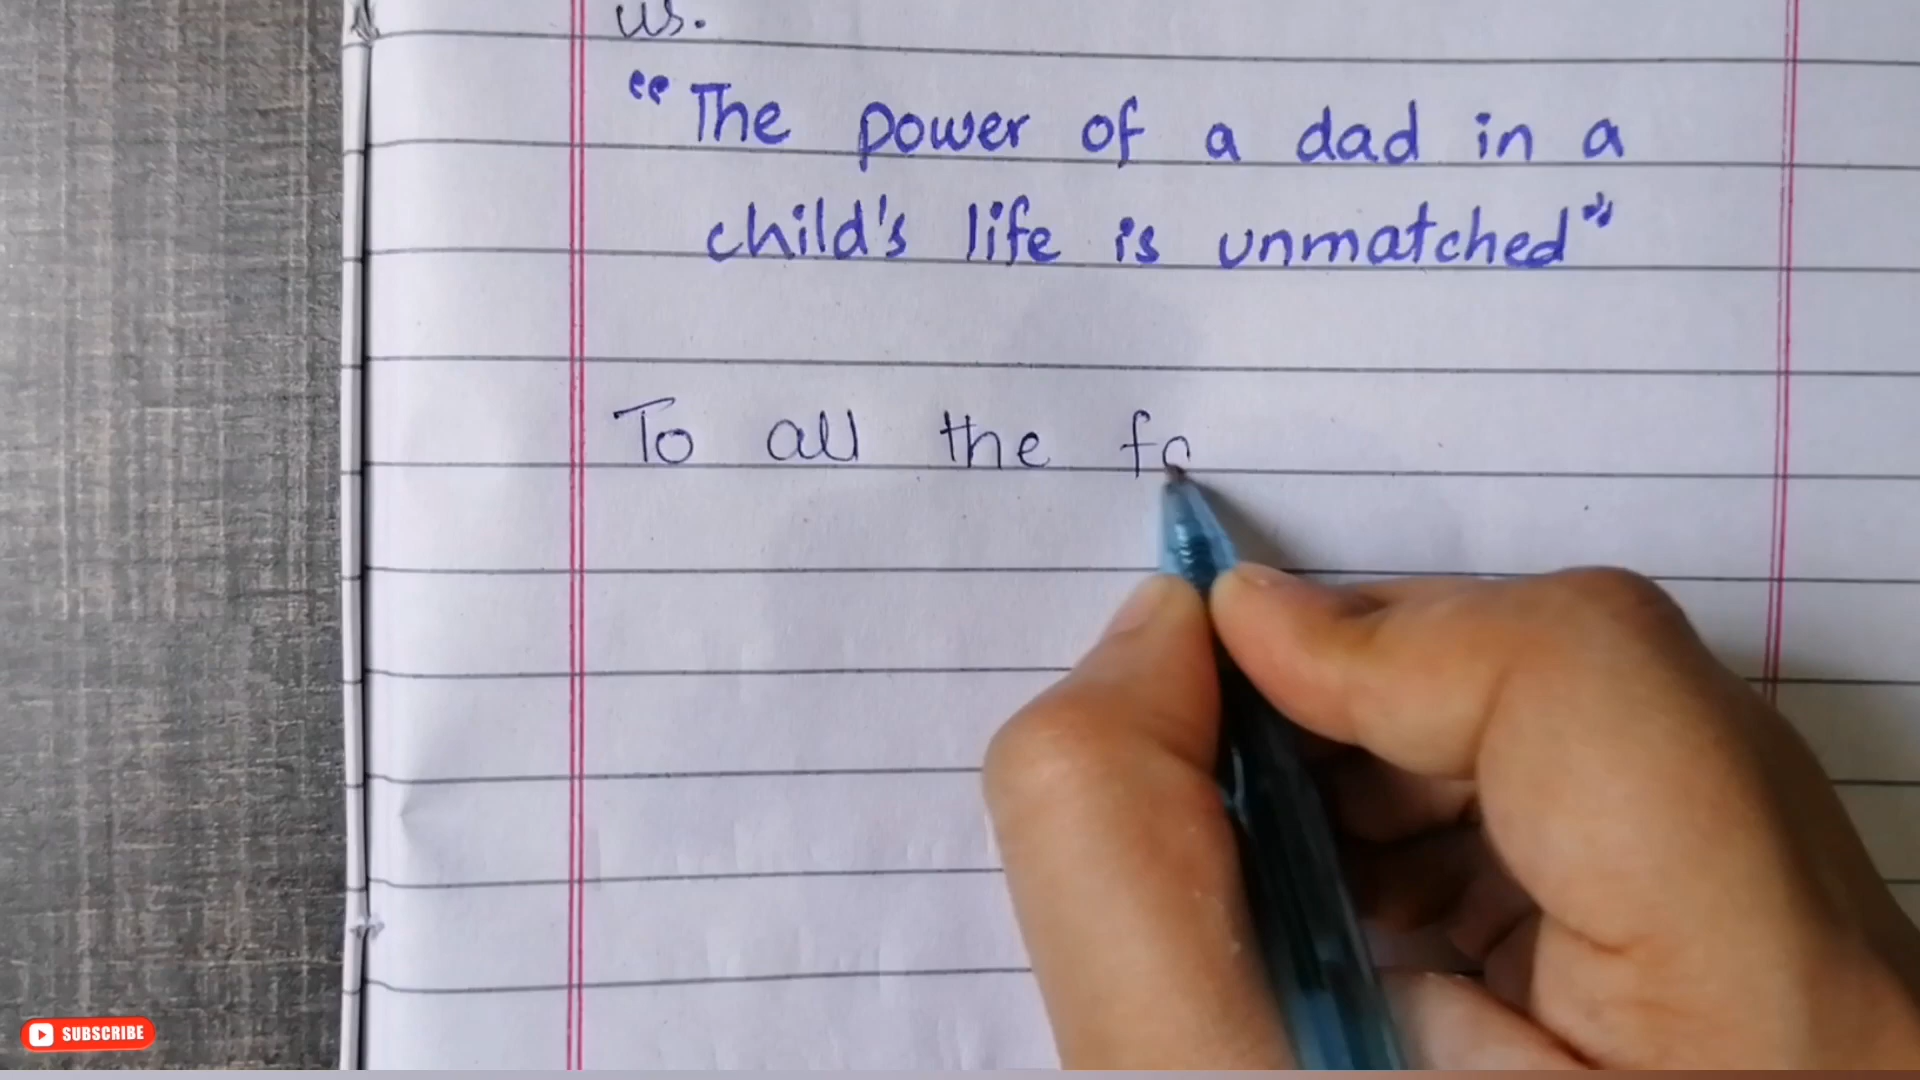 us.
"The power of a dad in a
child's life is unmatched"
To all the
SUBSCRIBE